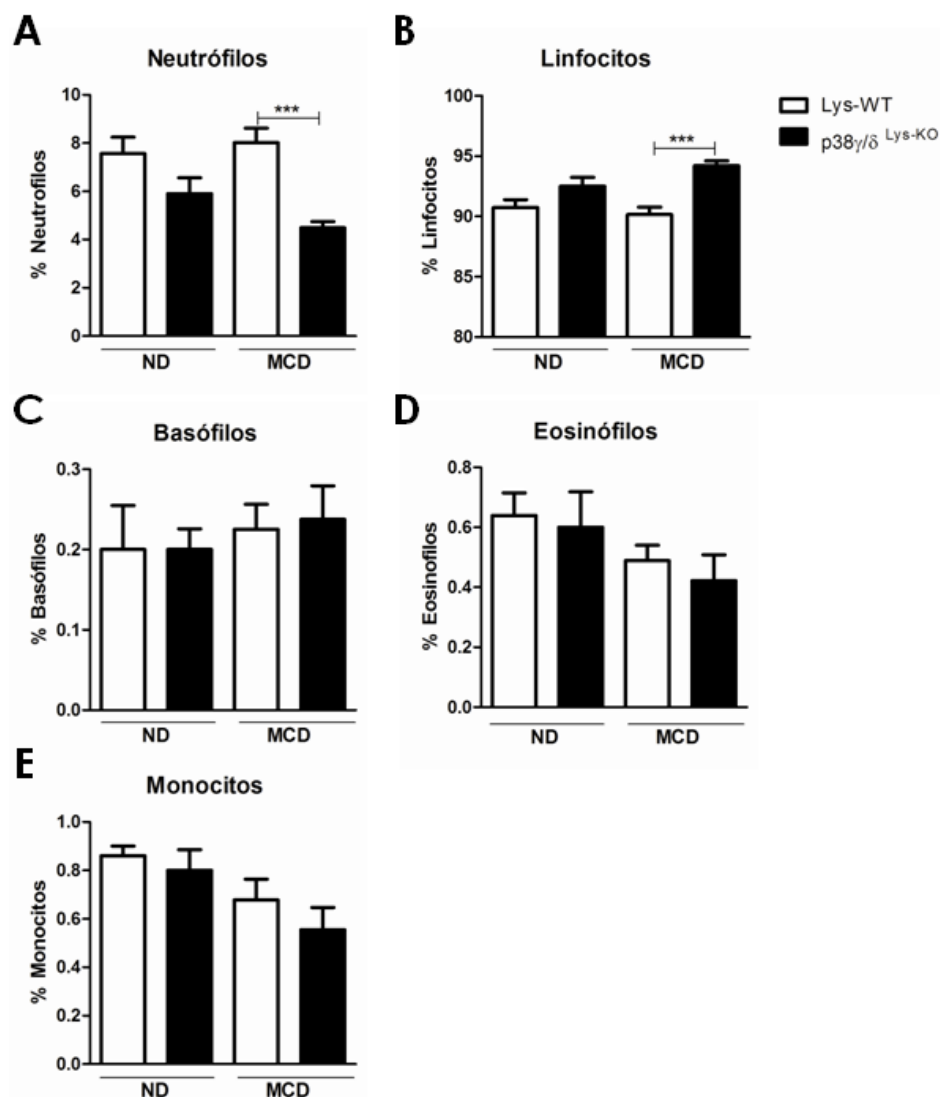 A
Neutrófilos
% Neutrofilos
10
8
6
4
2
0
***
ND
MCD
B
Linfocitos
% Linfocitos
100
95
90
85
80
***
ND
MCD
Lys-WT
p38γ/δ Lys-KO
C
Basófilos
% Basófilos
0.3
0.2
0.1
0.0
ND
MCD
D
Eosinófilos
% Eosinofilos
0.8
0.6
0.4
0.2
0.0
ND
MCD
E
Monocitos
% Monocitos
1.0
0.8
0.6
0.4
0.2
0.0
ND
MCD